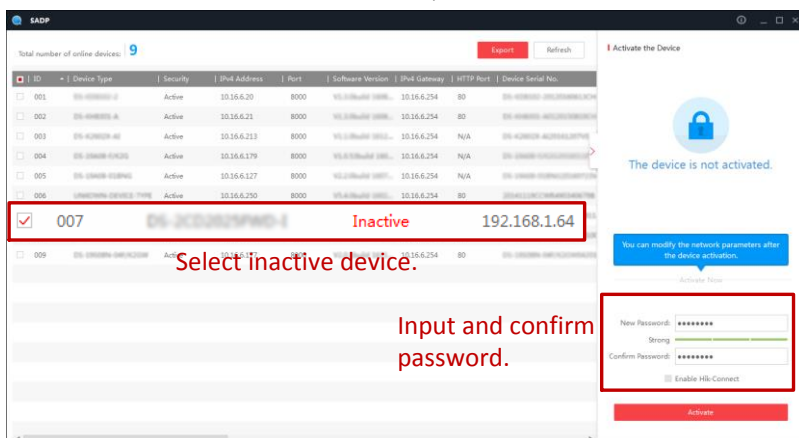 SADP
Total number of online devices: 9
Export Refresh
Activate the Device
ID | Device Type | Security | IPv4 Address | Port | Software Version | IPv4 Gateway | HTTP Port | Device Serial No.
001 Active 10.16.6.20 8000 10.16.6.254 80
002 Active 10.16.6.21 8000 10.16.6.254 80
003 Active 10.16.6.213 8000 10.16.6.254 N/A
004 Active 10.16.6.179 8000 10.16.6.254 N/A
005 Active 10.16.6.127 8000 10.16.6.254 N/A
006 Active 10.16.6.250 8000 10.16.6.254 80
007 Inactive 192.168.1.64
009 Active 8000 10.16.6.254 80
Select inactive device.
The device is not activated.
You can modify the network parameters after
the device activation.
Activate Now
Input and confirm
password.
New Password:
Strong
Confirm Password:
Enable Hik-Connect
Activate